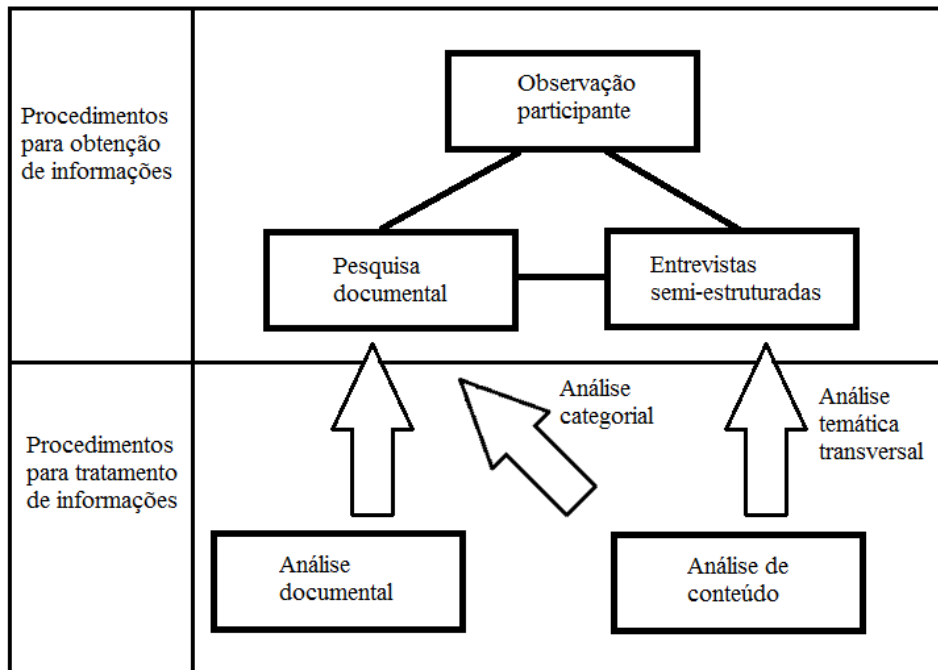 Observação
participante
Procedimentos
para obtenção
de informações
Pesquisa
documental
Entrevistas
semi-estruturadas
Análise
categorial
Análise
temática
transversal
Procedimentos
para tratamento
de informações
Análise
documental
Análise de
conteúdo